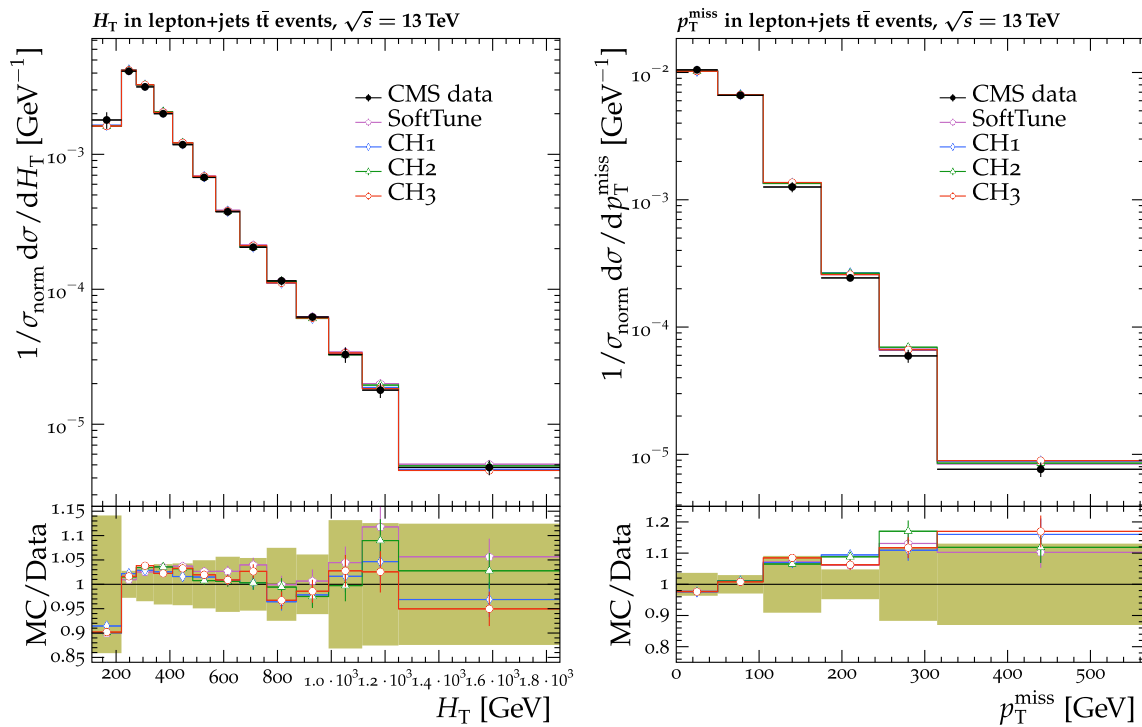 H_T in lepton+jets tt̄ events, √s = 13 TeV
1/σ_norm dσ/dH_T [GeV⁻¹]
10⁻³
10⁻⁴
10⁻⁵
CMS data
SoftTune
CH1
CH2
CH3
MC/Data
1.15
1.1
1.05
1
0.95
0.9
0.85
200 400 600 800 1.0·10³ 1.2·10³ 1.4·10³ 1.6·10³ 1.8·10³
H_T [GeV]
p_T^miss in lepton+jets tt̄ events, √s = 13 TeV
1/σ_norm dσ/dp_T^miss [GeV⁻¹]
10⁻²
10⁻³
10⁻⁴
10⁻⁵
CMS data
SoftTune
CH1
CH2
CH3
MC/Data
1.2
1.1
1
0.9
0.8
0 100 200 300 400 500
p_T^miss [GeV]